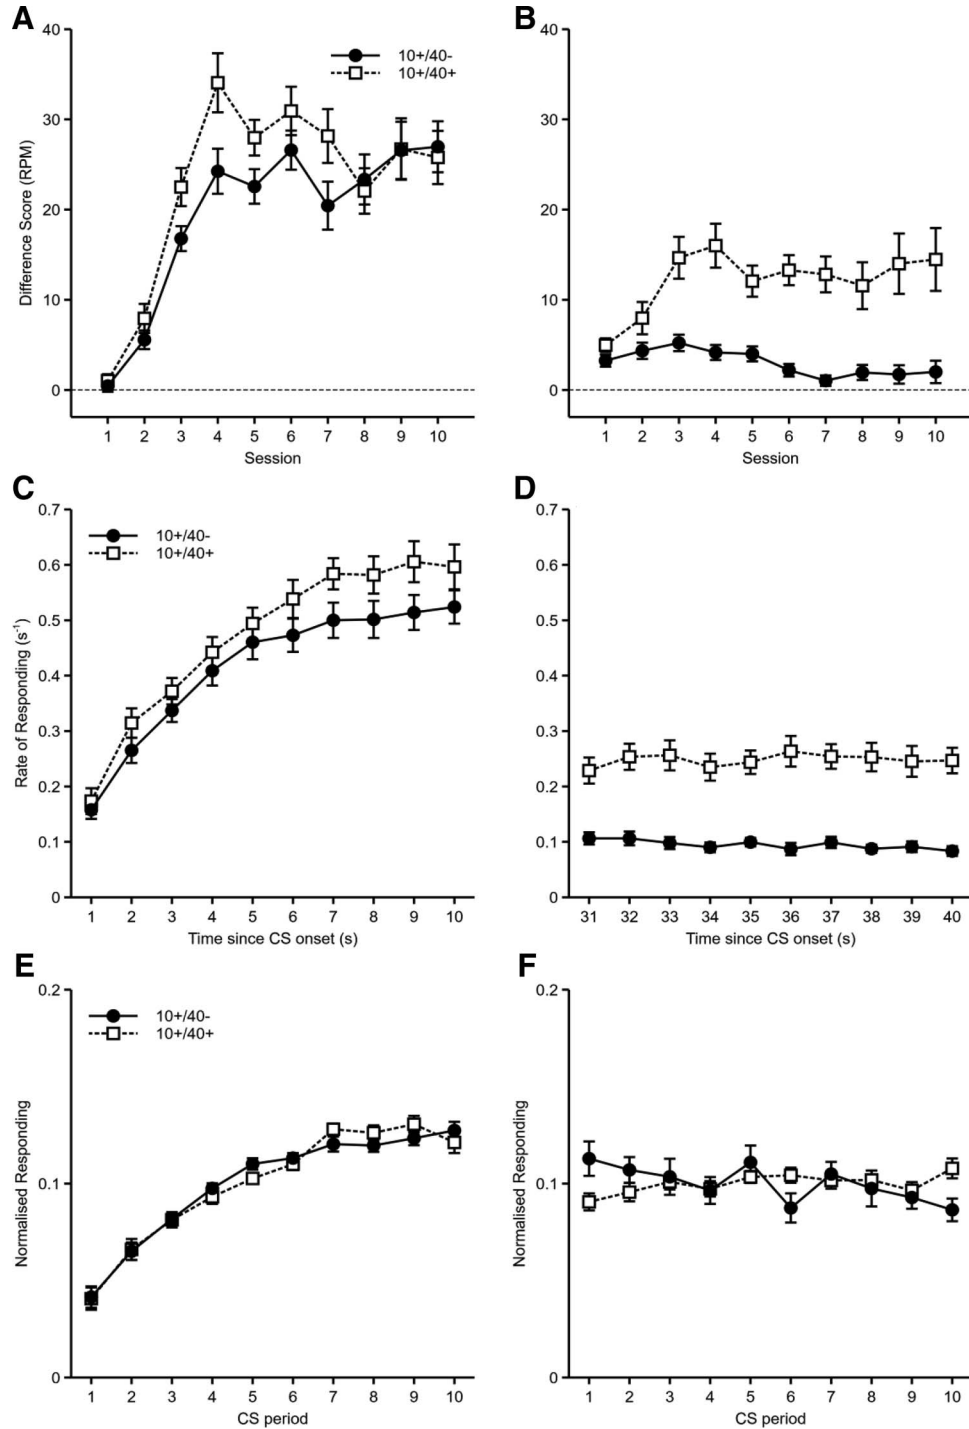 A
40
30
20
10
0
Difference Score (RPM)
10+/40-
10+/40+
1 2 3 4 5 6 7 8 9 10
Session
B
40
30
20
10
0
1 2 3 4 5 6 7 8 9 10
Session
C
0.7
0.6
0.5
0.4
0.3
0.2
0.1
0
Rate of Responding (s⁻¹)
10+/40-
10+/40+
1 2 3 4 5 6 7 8 9 10
Time since CS onset (s)
D
0.7
0.6
0.5
0.4
0.3
0.2
0.1
0
31 32 33 34 35 36 37 38 39 40
Time since CS onset (s)
E
0.2
0.1
0
Normalised Responding
10+/40-
10+/40+
1 2 3 4 5 6 7 8 9 10
CS period
F
0.2
0.1
0
Normalised Responding
1 2 3 4 5 6 7 8 9 10
CS period